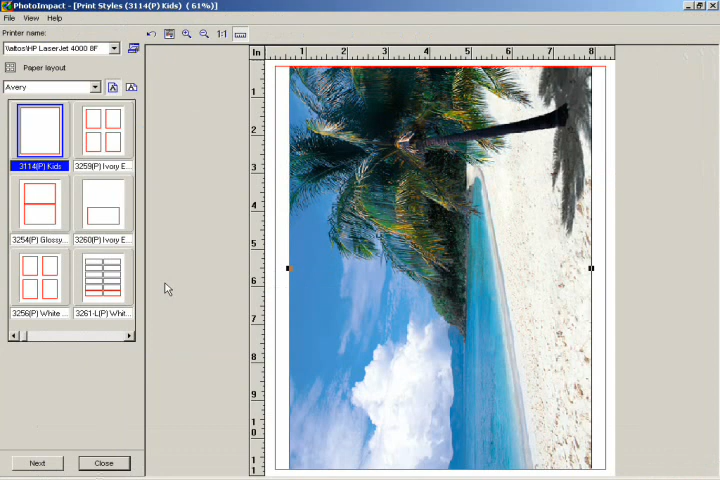 PhotoImpact - [Print Styles (3114(P) Kids) ( 61%)]
File View Help
Printer name:
\\altos\HP LaserJet 4000 8F
1:1
Paper layout
Avery
3114(P) Kids
3259(P) Ivory E...
3254(P) Glossy...
3260(P) Ivory E...
3256(P) White ...
3261-L(P) Whit...
Next
Close
In
1 2 3 4 5 6 7 8
1
2
3
4
5
6
7
8
9
1
0
1
1